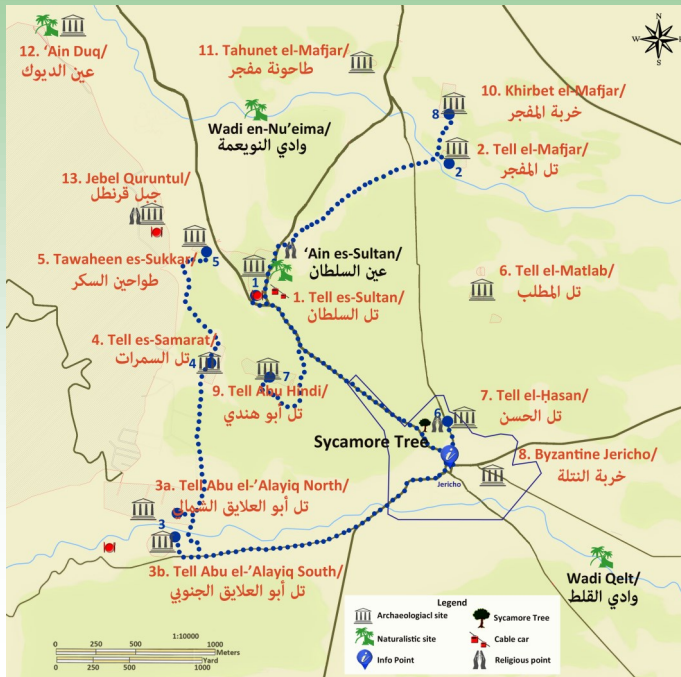 N
W E
S
12. ‘Ain Duq/
عين الديوك
11. Tahunet el-Mafjar/
طاحونة مفجر
10. Khirbet el-Mafjar/
خربة المفجر
8
Wadi en-Nu’eima/
وادي النويعمة
2. Tell el-Mafjar/
تل المفجر
2
13. Jebel Quruntul/
جبل قرنطل
‘Ain es-Sultan/
عين السلطان
5. Tawaheen es-Sukkar/
طواحين السكر
5
1
1. Tell es-Sultan/
تل السلطان
6. Tell el-Matlab/
تل المطلب
4. Tell es-Samarat/
تل السمرات
4
7
9. Tell Abu Hindi/
تل أبو هندي
7. Tell el-Ḥasan/
تل الحسن
6
Sycamore Tree
8. Byzantine Jericho/
خربة النتلة
Jericho
3a. Tell Abu el-’Alayiq North/
تل أبو العلايق الشمال
3
3b. Tell Abu el-’Alayiq South/
تل أبو العلايق الجنوبي
Wadi Qelt/
وادي القلط
1:10000
0 250 500 1000
Meters
Yard
0 250 500 1000
Legend
Archaeologiacl site
Sycamore Tree
Naturalistic site
Cable car
Info Point
Religious point